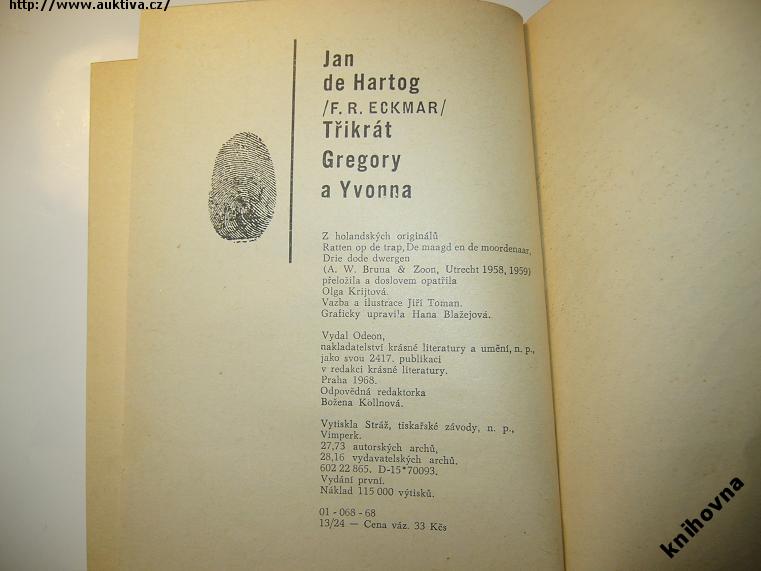 http://www.auktiva.cz/
Jan
de Hartog
/F. R. ECKMAR/
Třikrát
Gregory
a Yvonna
Z holandských originálů
Ratten op de trap, De maagd en de moordenaar,
Drie dode dwergen
(A. W. Bruna & Zoon, Utrecht 1958, 1959)
přeložila a doslovem opatřila
Olga Krijtová.
Vazba a ilustrace Jiří Toman.
Graficky upravila Hana Blažejová.
Vydal Odeon,
nakladatelství krásné literatury a umění, n. p.,
jako svou 2417. publikaci
v redakci krásné literatury.
Praha 1968.
Odpovědná redaktorka
Božena Köllnová.
Vytiskla Stráž, tiskařské závody, n. p.,
Vimperk.
27,73 autorských archů,
28,16 vydavatelských archů.
602 22 865. D-15*70093.
Vydání první.
Náklad 115 000 výtisků.
01 - 068 - 68
13/24 — Cena váz. 33 Kčs
knihovna